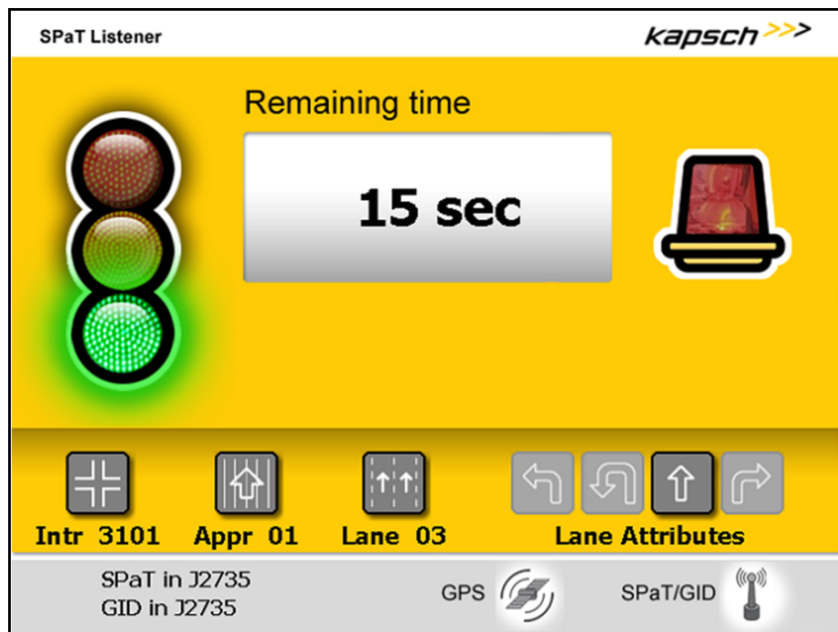 SPaT Listener
kapsch >>>
Remaining time
15 sec
Intr 3101
Appr 01
Lane 03
Lane Attributes
SPaT in J2735
GID in J2735
GPS
SPaT/GID